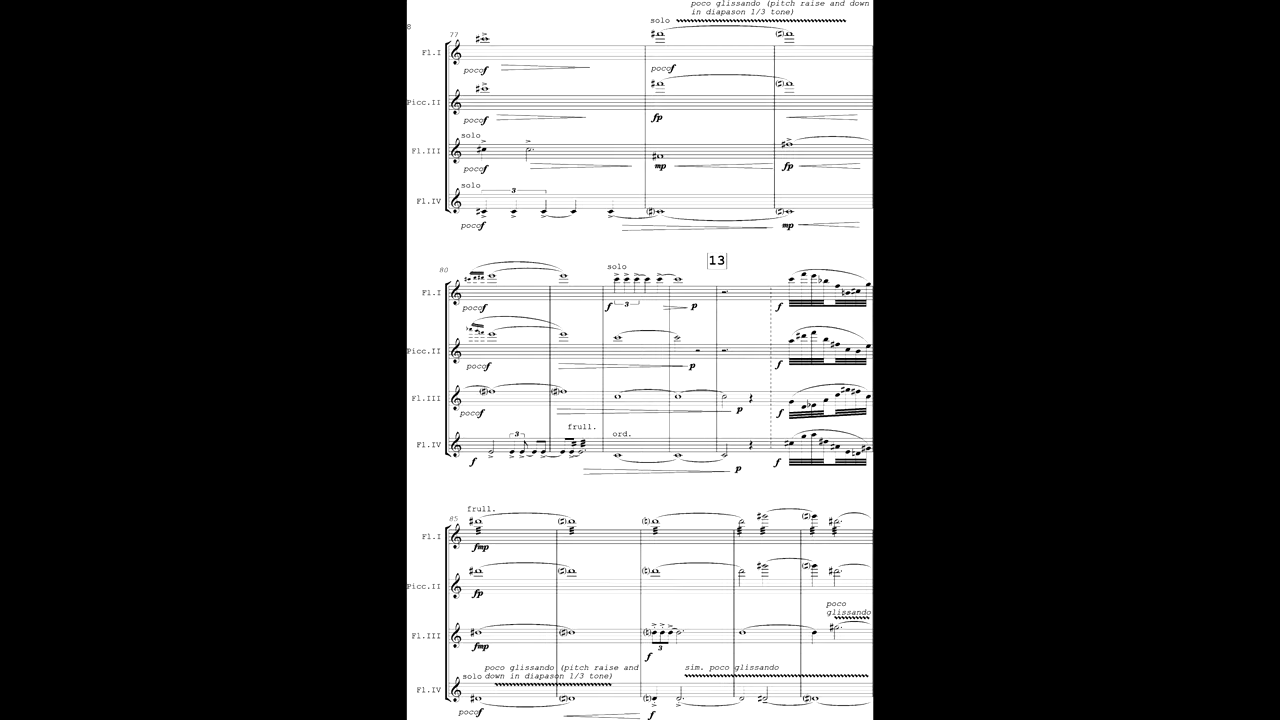 poco glissando (pitch raise and down
in diapason 1/3 tone)
8
solo
77
Fl.I
pocof
pocof
Picc.II
pocof
fp
solo
Fl.III
pocof
mp
fp
solo
3
Fl.IV
pocof
mp
13
80
solo
Fl.I
pocof
f
3
p
f
Picc.II
pocof
p
f
Fl.III
pocof
p
f
frull.
3
ord.
Fl.IV
f
p
f
frull.
85
Fl.I
fmp
Picc.II
fp
poco
glissando
Fl.III
fmp
3
f
poco glissando (pitch raise and
sim. poco glissando
solo down in diapason 1/3 tone)
Fl.IV
pocof
f